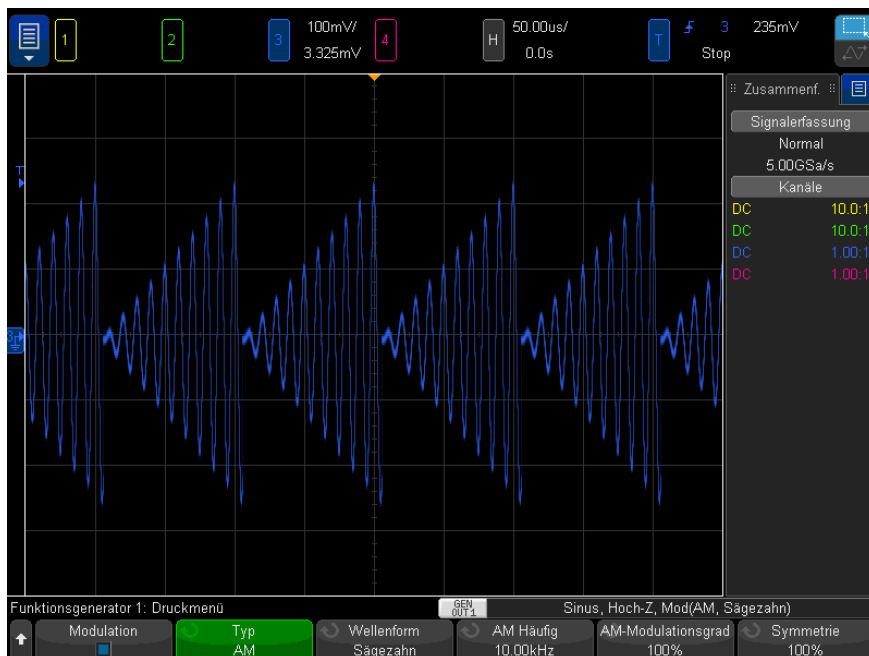 1
2
3
100mV/
3.325mV
4
H
50.00us/
0.0s
T
3
235mV
Stop
Zusammenf.
Signalerfassung
Normal
5.00GSa/s
Kanäle
DC 10.0:1
DC 10.0:1
DC 1.00:1
DC 1.00:1
T
3
Funktionsgenerator 1: Druckmenü
GEN
OUT1
Sinus, Hoch-Z, Mod(AM, Sägezahn)
Modulation
Typ
AM
Wellenform
Sägezahn
AM Häufig
10.00kHz
AM-Modulationsgrad
100%
Symmetrie
100%